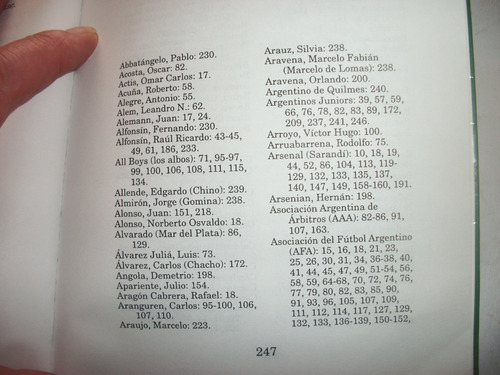 Abbatángelo, Pablo: 230.
Acosta, Oscar: 82.
Actis, Omar Carlos: 17.
Acuña, Roberto: 58.
Alegre, Antonio: 55.
Alem, Leandro N.: 62.
Alemann, Juan: 17, 24.
Alfonsín, Fernando: 230.
Alfonsín, Raúl Ricardo: 43-45,
49, 61, 186, 233.
All Boys (los albos): 71, 95-97,
99, 100, 106, 108, 111, 115,
134.
Allende, Edgardo (Chino): 239.
Almirón, Jorge (Gomina): 238.
Alonso, Juan: 151, 218.
Alonso, Norberto Osvaldo: 18.
Alvarado (Mar del Plata): 86,
129.
Álvarez Juliá, Luis: 73.
Álvarez, Carlos (Chacho): 172.
Angola, Demetrio: 198.
Apariente, Julio: 154.
Aragón Cabrera, Rafael: 18.
Aranguren, Carlos: 95-100, 106,
107, 110.
Araujo, Marcelo: 223.
Arauz, Silvia: 238.
Aravena, Marcelo Fabián
(Marcelo de Lomas): 238.
Aravena, Orlando: 200.
Argentino de Quilmes: 240.
Argentinos Juniors: 39, 57, 59,
66, 76, 78, 82, 83, 89, 172,
209, 237, 241, 246.
Arroyo, Víctor Hugo: 100.
Arruabarrena, Rodolfo: 75.
Arsenal (Sarandí): 10, 18, 19,
44, 52, 86, 104, 113, 119-
129, 132, 133, 135, 137,
140, 147, 149, 158-160, 191.
Arsenian, Hernán: 198.
Asociación Argentina de
Árbitros (AAA): 82-86, 91,
107, 163.
Asociación del Fútbol Argentino
(AFA): 15, 16, 18, 21, 23,
25, 26, 30, 31, 34, 36-38, 40,
41, 44, 45, 47, 49, 51-54, 56,
58, 59, 64-68, 70, 72, 74, 76,
77, 79, 80, 82, 83, 85, 90,
91, 93, 96, 105, 107, 109,
111, 112, 114, 117, 127, 129,
132, 133, 136-139, 150-152,
247